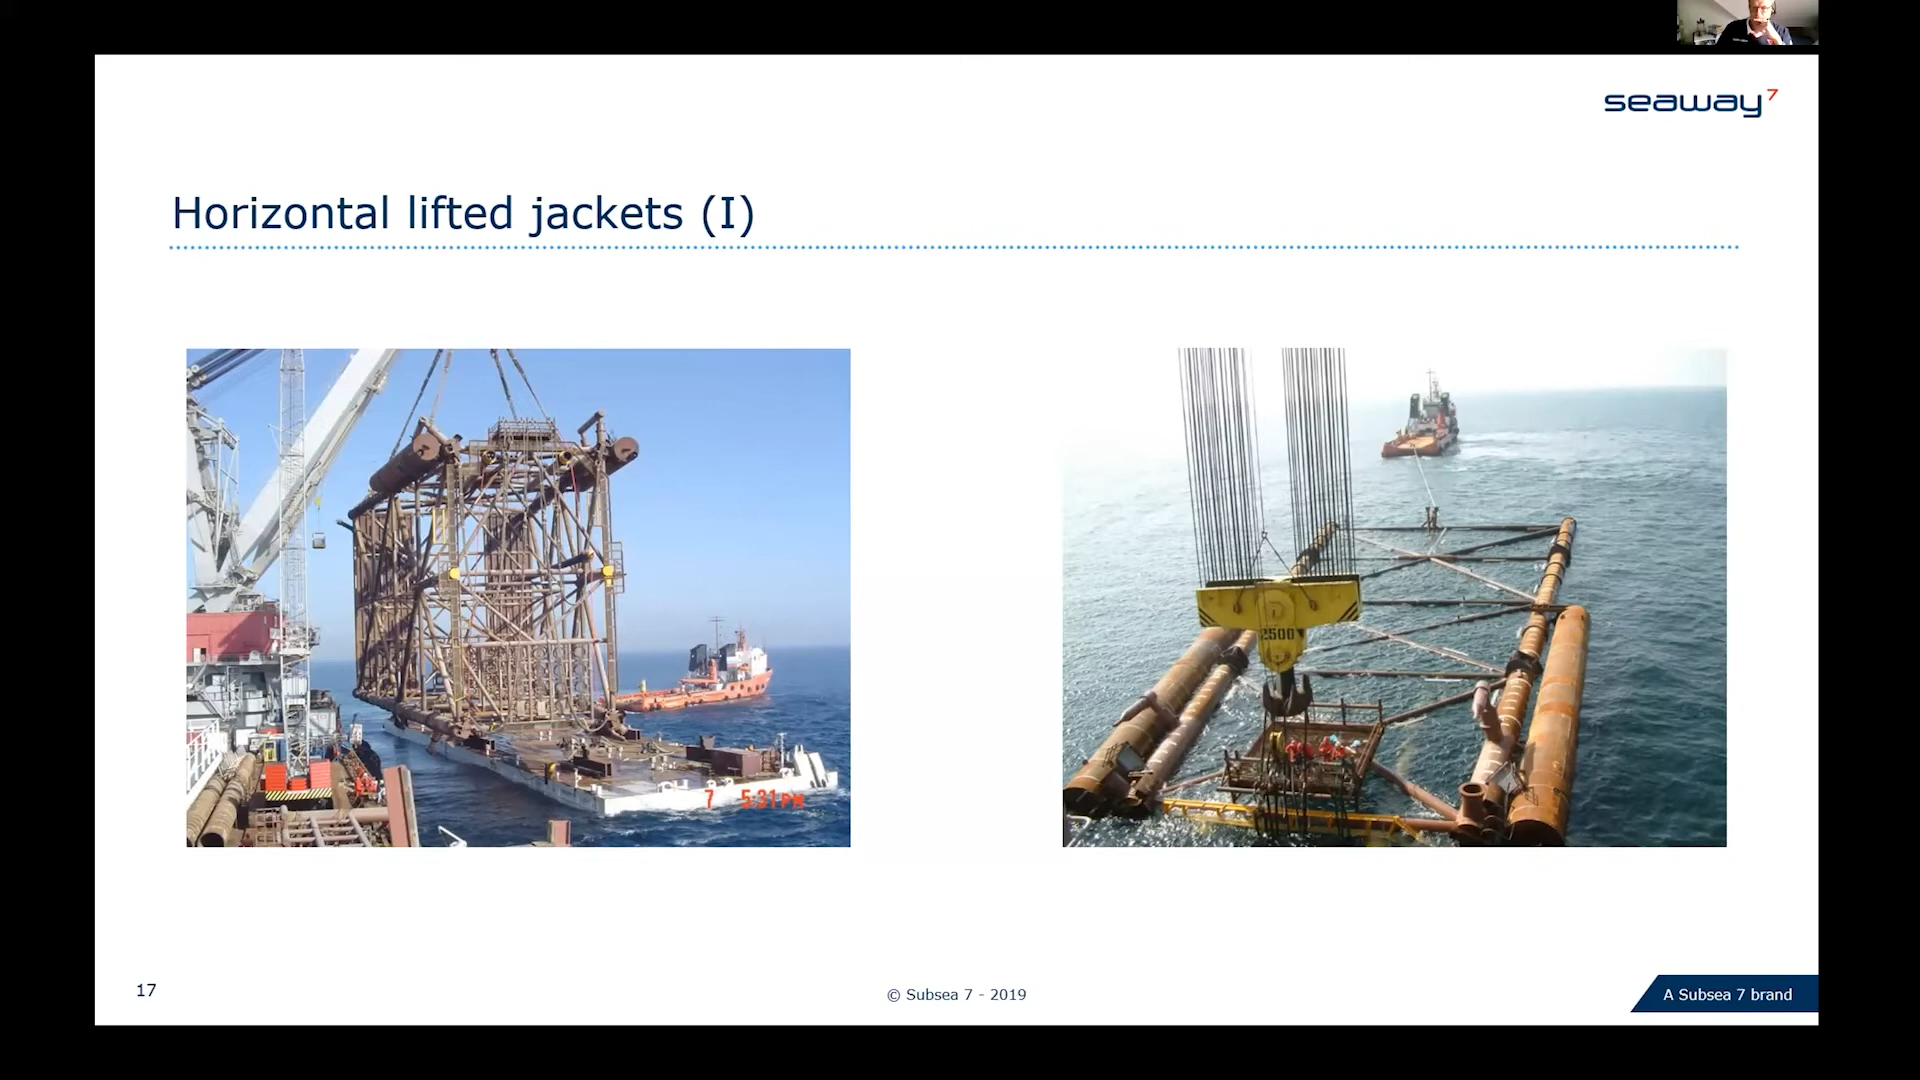 seaway7
Horizontal lifted jackets (I)
2500
7 5:31PM
17
© Subsea 7 - 2019
A Subsea 7 brand